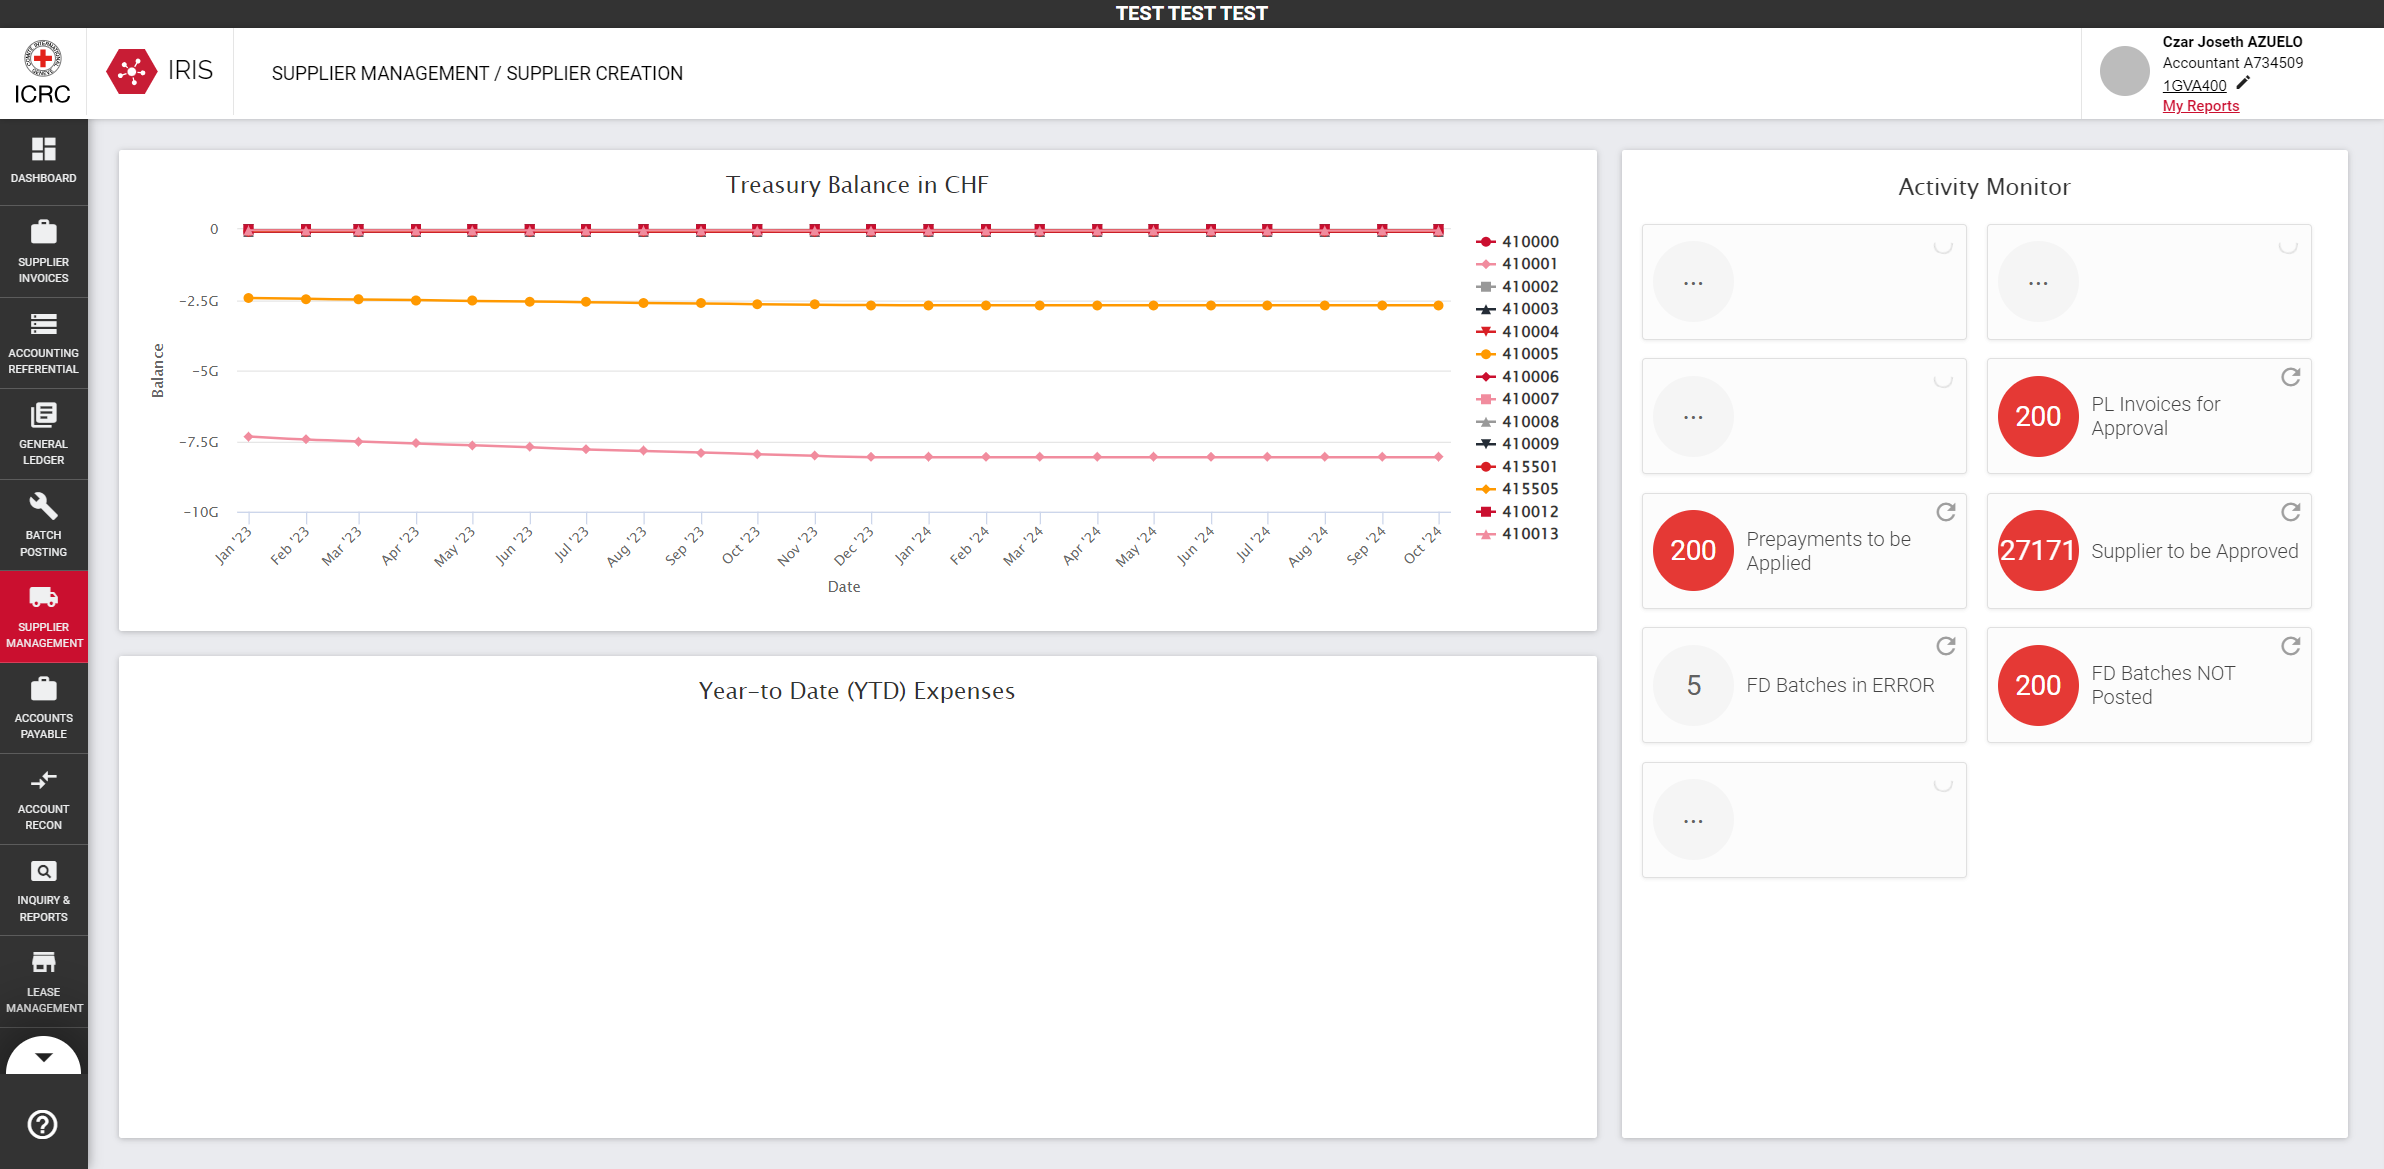 TEST TEST TEST
ICRC
IRIS
SUPPLIER MANAGEMENT / SUPPLIER CREATION
Czar Joseth AZUELO
Accountant A734509
1GVA400
My Reports
DASHBOARD
SUPPLIER
INVOICES
ACCOUNTING
REFERENTIAL
GENERAL
LEDGER
BATCH
POSTING
SUPPLIER
MANAGEMENT
ACCOUNTS
PAYABLE
ACCOUNT
RECON
INQUIRY &
REPORTS
LEASE
MANAGEMENT
Treasury Balance in CHF
0
-2.5G
-5G
-7.5G
-10G
Balance
Jan '23
Feb '23
Mar '23
Apr '23
May '23
Jun '23
Jul '23
Aug '23
Sep '23
Oct '23
Nov '23
Dec '23
Jan '24
Feb '24
Mar '24
Apr '24
May '24
Jun '24
Jul '24
Aug '24
Sep '24
Oct '24
Date
410000
410001
410002
410003
410004
410005
410006
410007
410008
410009
415501
415505
410012
410013
Year-to Date (YTD) Expenses
Activity Monitor
...
...
...
200
PL Invoices for
Approval
200
Prepayments to be
Applied
27171
Supplier to be Approved
5
FD Batches in ERROR
200
FD Batches NOT
Posted
...